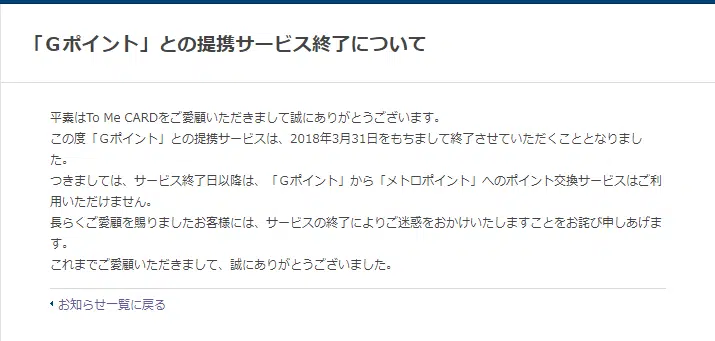 「Gポイント」との提携サービス終了について
平素はTo Me CARDをご愛顧いただきまして誠にありがとうございます。
この度「Gポイント」との提携サービスは、2018年3月31日をもちまして終了させていただくこととなりまし
た。
つきましては、サービス終了日以降は、「Gポイント」から「メトロポイント」へのポイント交換サービスはご利
用いただけません。
長らくご愛顧を賜りましたお客様には、サービスの終了によりご迷惑をおかけいたしますことをお詫び申しあげま
す。
これまでご愛顧いただきまして、誠にありがとうございました。
お知らせ一覧に戻る